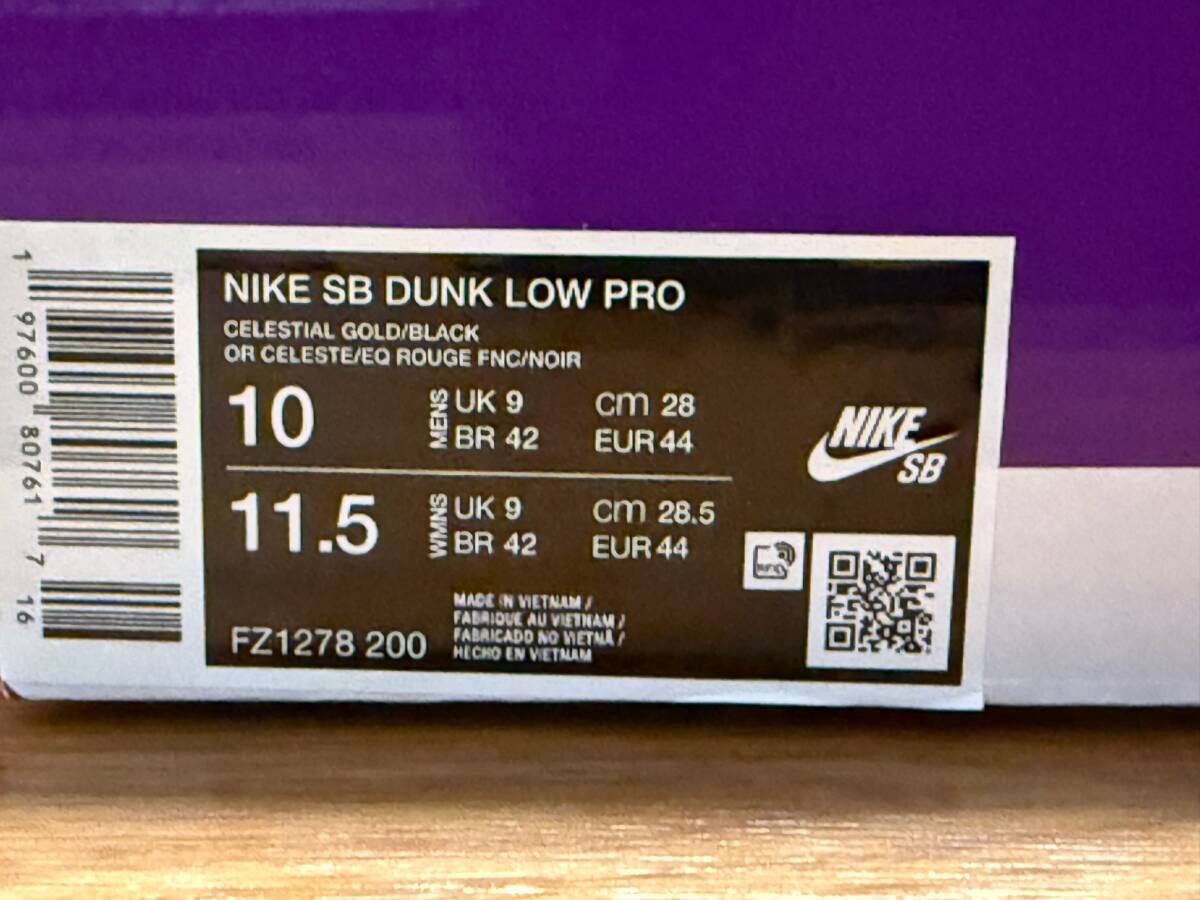 NIKE SB DUNK LOW PRO
CELESTIAL GOLD/BLACK
OR CELESTE/EQ ROUGE FNC/NOIR
10 MENS UK 9 cm 28
BR 42 EUR 44
11.5 WMNS UK 9 cm 28.5
BR 42 EUR 44
FZ1278 200
MADE IN VIETNAM /
FABRIQUE AU VIETNAM /
FABRICADO NO VIETNÃ /
HECHO EN VIETNAM
NIKE
SB
RFID
1 97600 80761 7 16